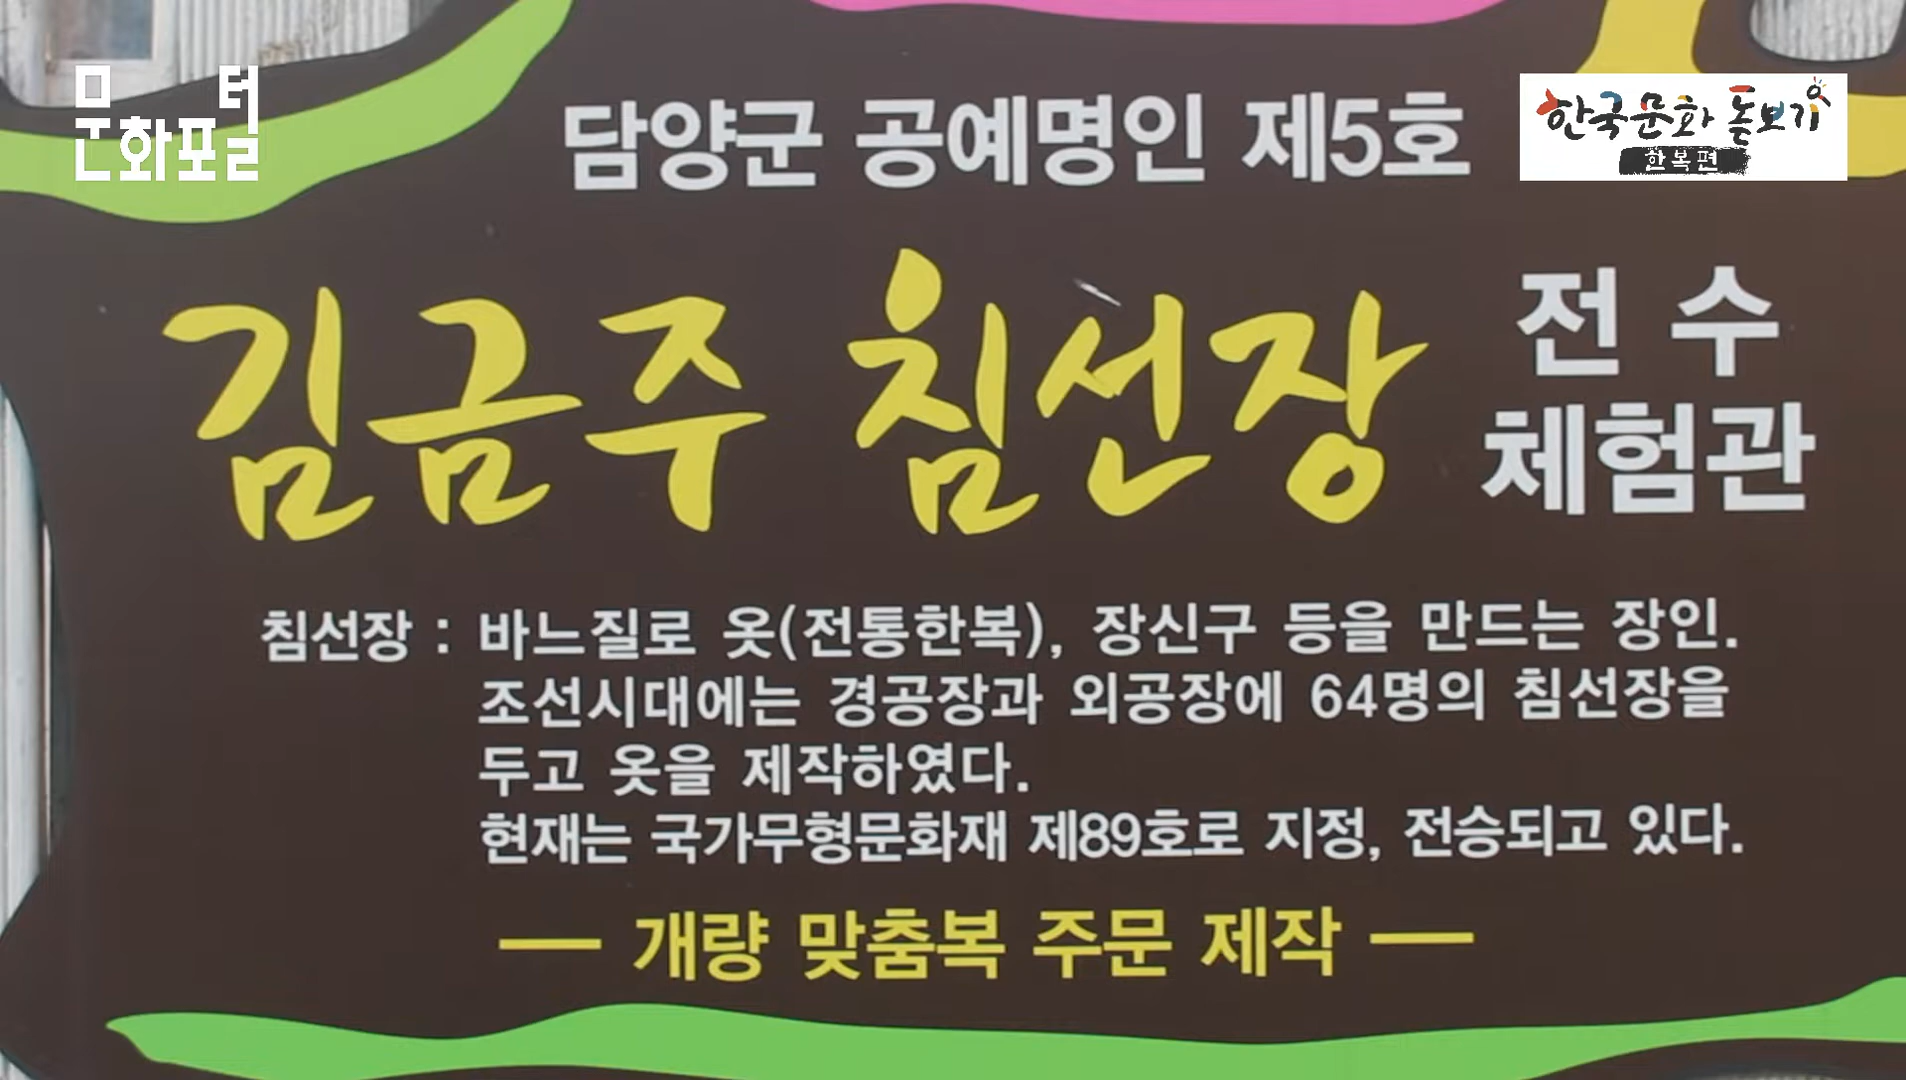 문화포털
한국문화 돋보기
한복편
담양군 공예명인 제5호
김금주 침선장 전수
체험관
침선장 : 바느질로 옷(전통한복), 장신구 등을 만드는 장인.
조선시대에는 경공장과 외공장에 64명의 침선장을
두고 옷을 제작하였다.
현재는 국가무형문화재 제89호로 지정, 전승되고 있다.
— 개량 맞춤복 주문 제작 —